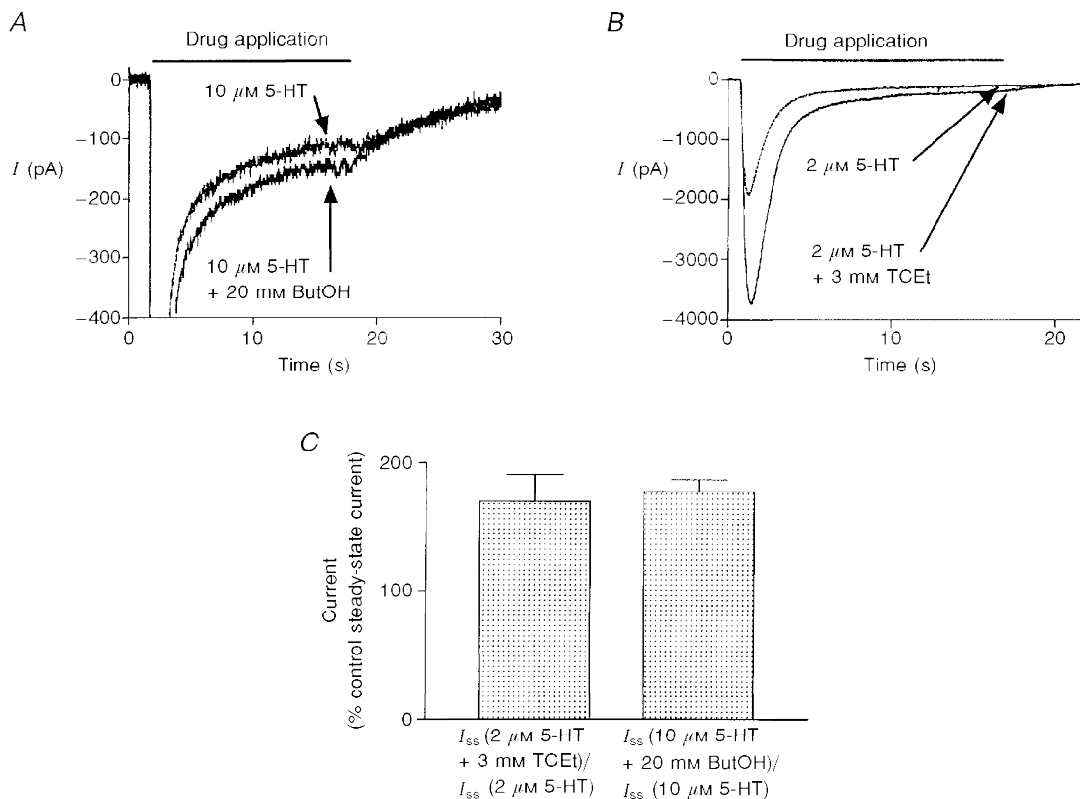 A
Drug application
10 μM 5-HT
0
−100
−200
−300
−400
I (pA)
10 μM 5-HT
+ 20 mM ButOH
0
10
20
30
Time (s)
B
Drug application
0
−1000
−2000
−3000
−4000
I (pA)
2 μM 5-HT
2 μM 5-HT
+ 3 mM TCEt
0
10
20
Time (s)
C
Current
(% control steady-state current)
200
100
0
Iss (2 μM 5-HT
+ 3 mM TCEt)/
Iss (2 μM 5-HT)
Iss (10 μM 5-HT
+ 20 mM ButOH)/
Iss (10 μM 5-HT)